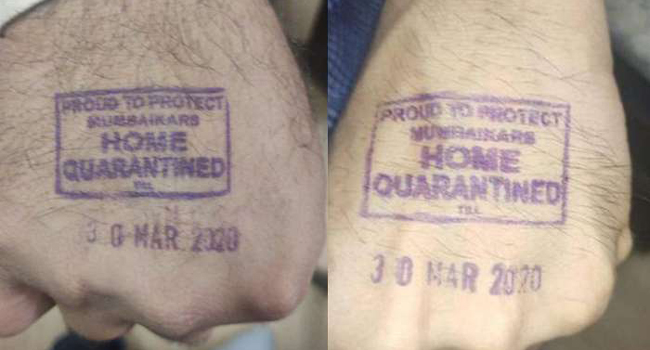 PROUD TO PROTECT
MUMBAIKARS
HOME
QUARANTINED
TILL
30 MAR 2020
PROUD TO PROTECT
MUMBAIKARS
HOME
QUARANTINED
TILL
30 MAR 2020